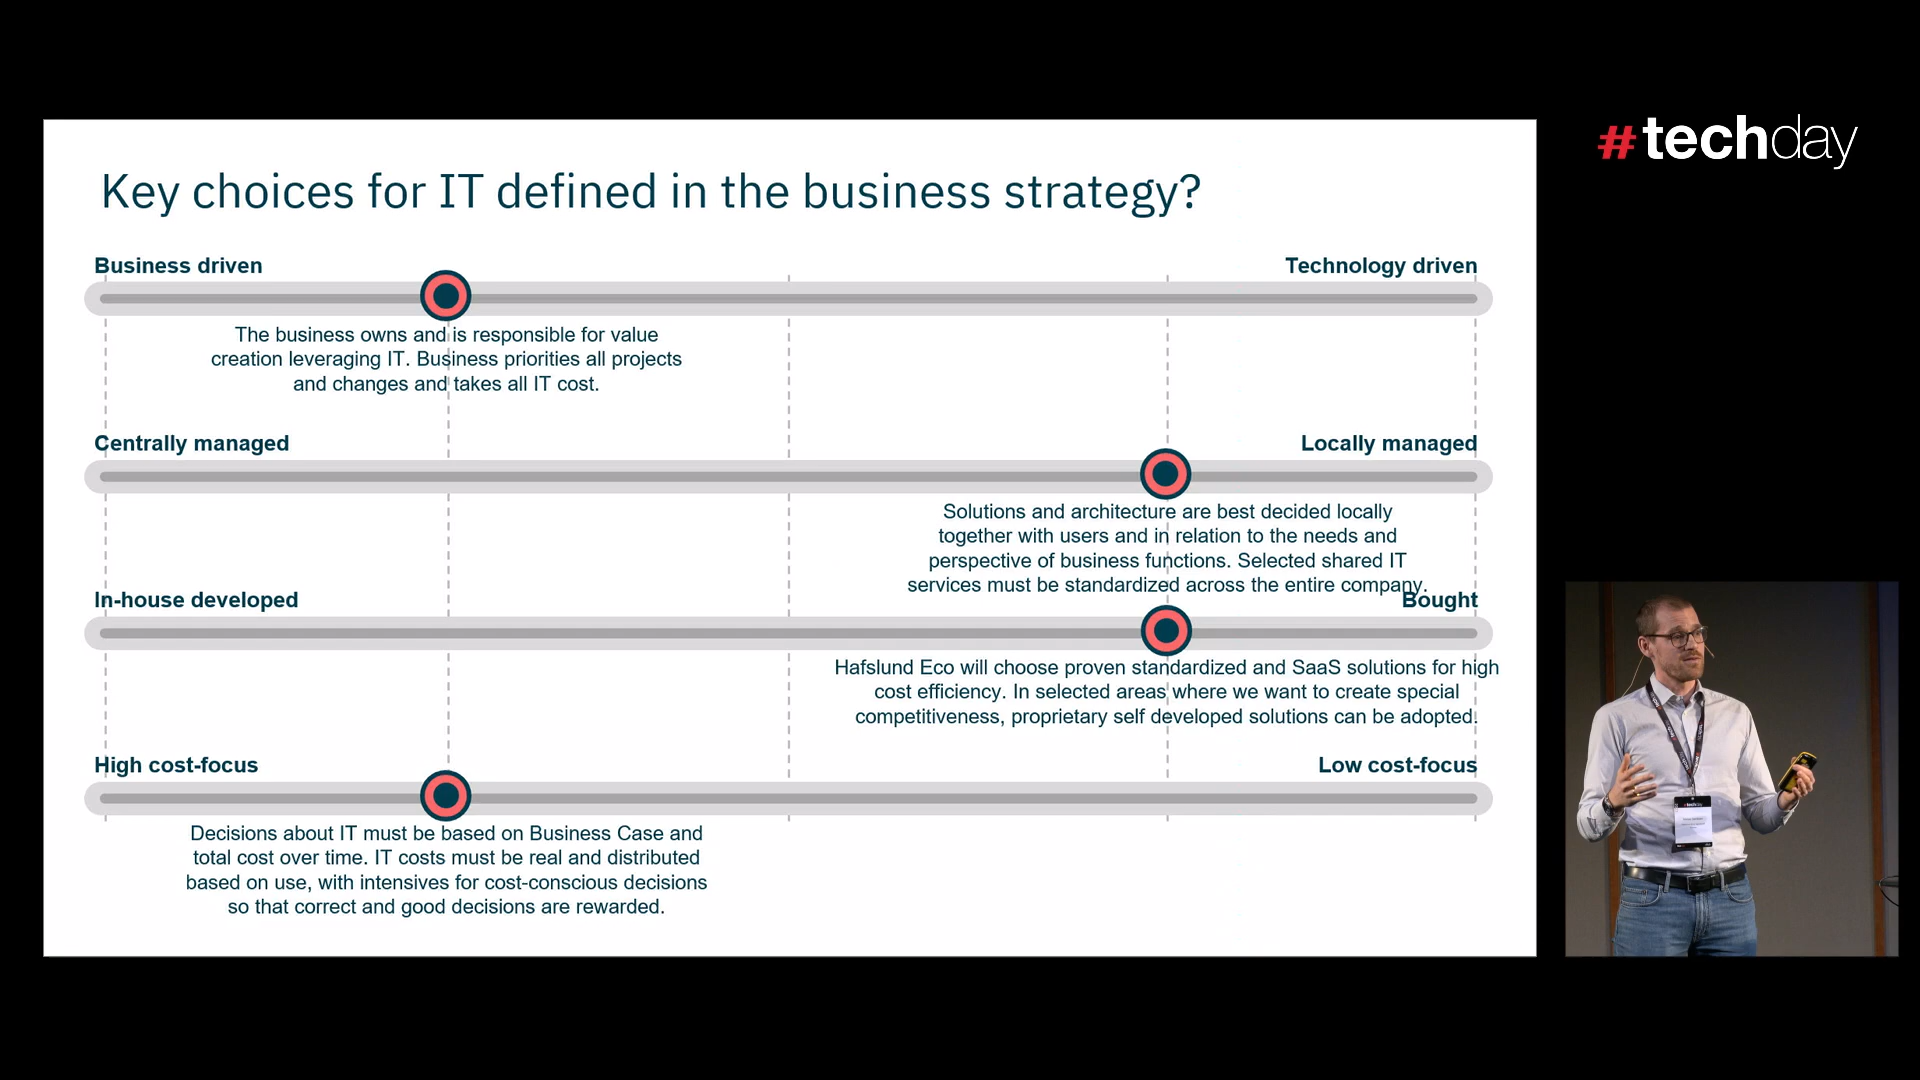 #techday
Key choices for IT defined in the business strategy?
Business driven
Technology driven
The business owns and is responsible for value
creation leveraging IT. Business priorities all projects
and changes and takes all IT cost.
Centrally managed
Locally managed
Solutions and architecture are best decided locally
together with users and in relation to the needs and
perspective of business functions. Selected shared IT
services must be standardized across the entire company.
In-house developed
Bought
Hafslund Eco will choose proven standardized and SaaS solutions for high
cost efficiency. In selected areas where we want to create special
competitiveness, proprietary self developed solutions can be adopted.
High cost-focus
Low cost-focus
Decisions about IT must be based on Business Case and
total cost over time. IT costs must be real and distributed
based on use, with intensives for cost-conscious decisions
so that correct and good decisions are rewarded.
#techday